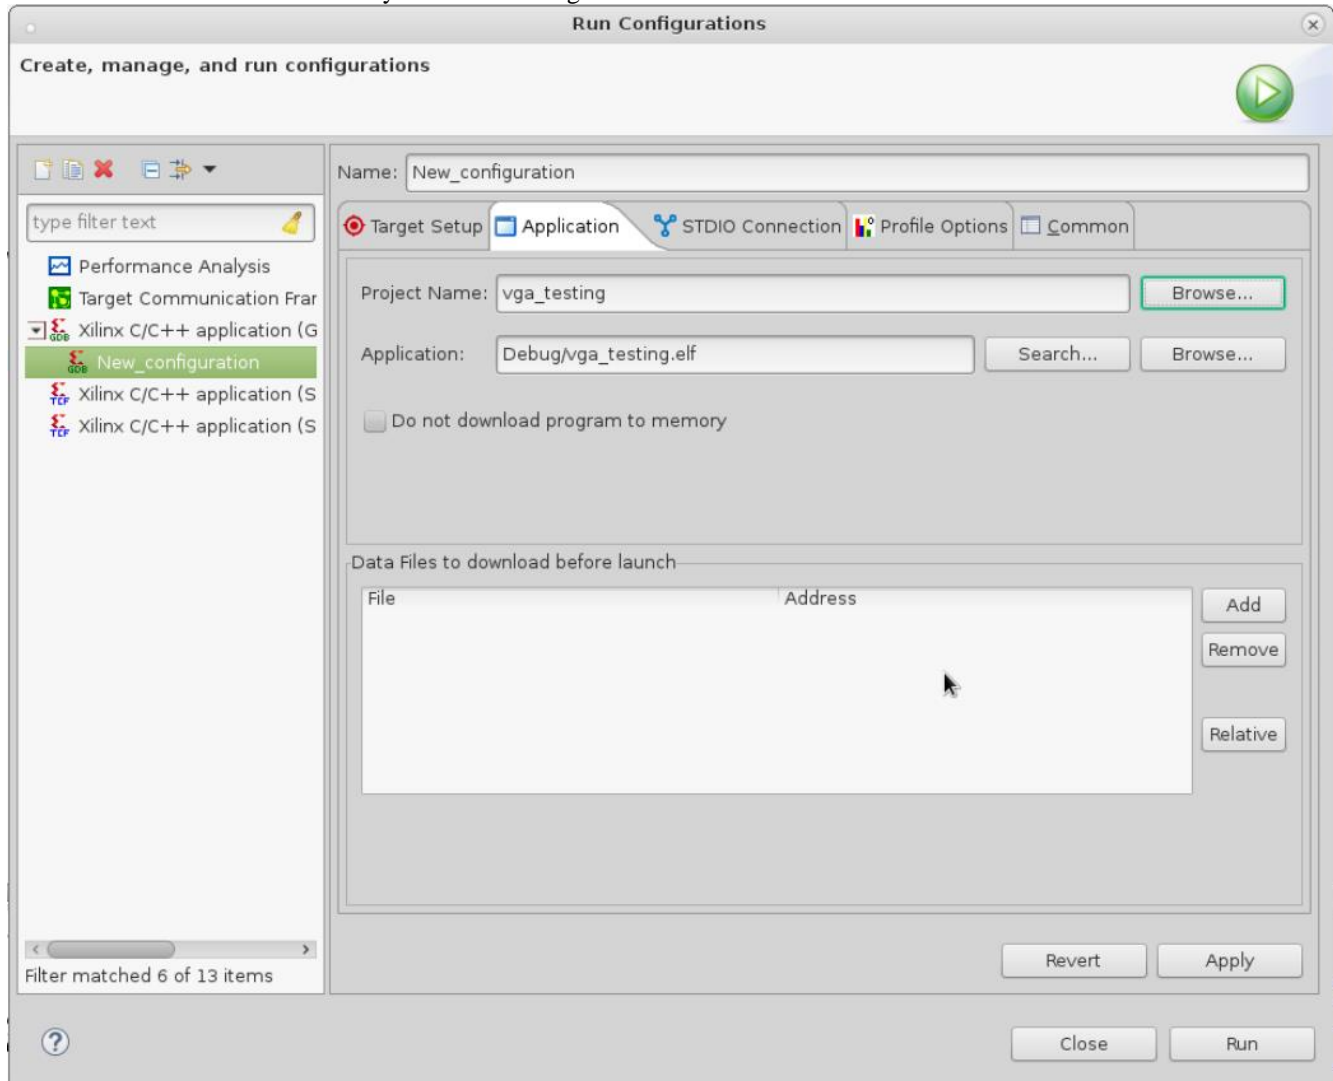 Run Configurations
Create, manage, and run configurations
type filter text
Performance Analysis
Target Communication Frar
Xilinx C/C++ application (G
New_configuration
Xilinx C/C++ application (S
Xilinx C/C++ application (S
Filter matched 6 of 13 items
Name: New_configuration
Target Setup Application STDIO Connection Profile Options Common
Project Name: vga_testing Browse...
Application: Debug/vga_testing.elf Search... Browse...
Do not download program to memory
Data Files to download before launch
File Address
Add
Remove
Relative
Revert Apply
Close Run